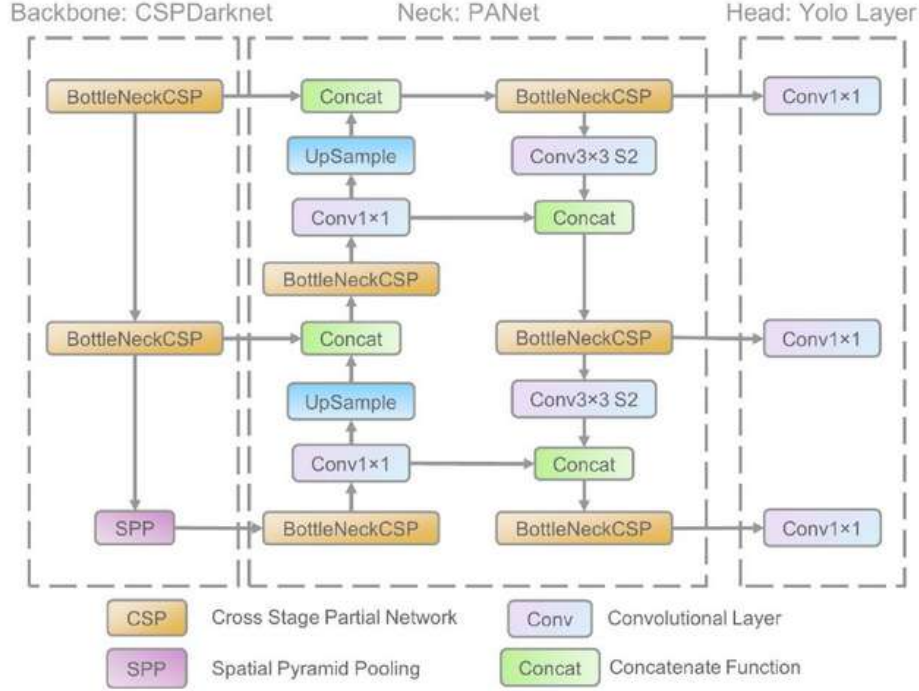 Backbone: CSPDarknet
Neck: PANet
Head: Yolo Layer
BottleNeckCSP
Concat
BottleNeckCSP
Conv1×1
UpSample
Conv3×3 S2
Conv1×1
Concat
BottleNeckCSP
BottleNeckCSP
Concat
BottleNeckCSP
Conv1×1
UpSample
Conv3×3 S2
Conv1×1
Concat
SPP
BottleNeckCSP
BottleNeckCSP
Conv1×1
CSP
Cross Stage Partial Network
Conv
Convolutional Layer
SPP
Spatial Pyramid Pooling
Concat
Concatenate Function